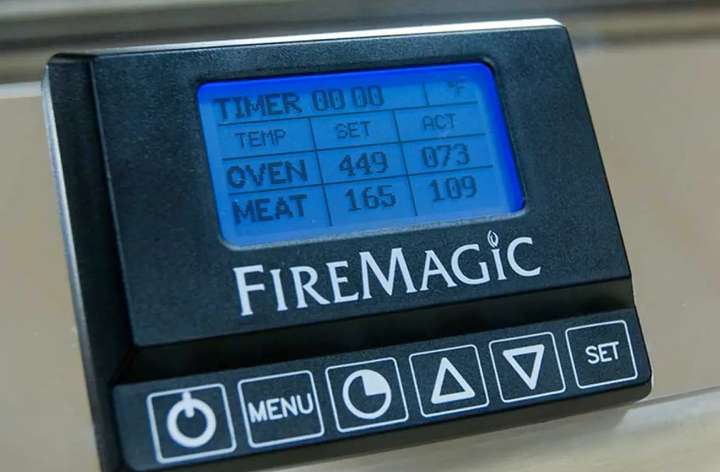 TIMER 00 00 °F
TEMP SET ACT
OVEN 449 073
MEAT 165 109
FIREMAGIC
MENU SET